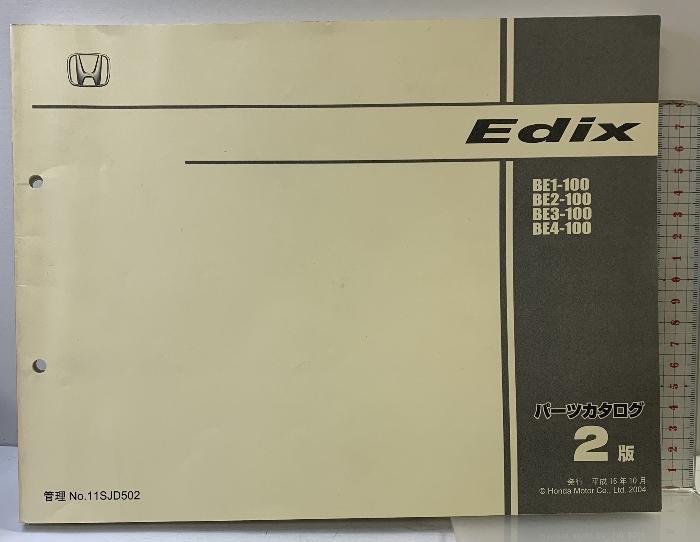 Edix
BE1-100
BE2-100
BE3-100
BE4-100
パーツカタログ
2版
発行 平成16年10月
© Honda Motor Co., Ltd. 2004
管理 No.11SJD502